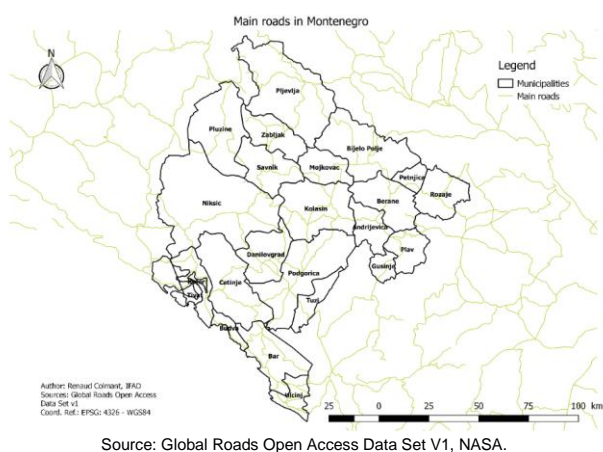 Main roads in Montenegro
N
Legend
Municipalities
Main roads
Pljevlja
Pluzine
Zabljak
Bijelo Polje
Savnik
Mojkovac
Petnjica
Rozaje
Niksic
Kolasin
Berane
Andrijevica
Plav
Danilovgrad
Gusinje
Podgorica
Cetinje
Tuzi
Tivat
Budva
Bar
Ulcinj
Author: Renaud Colmant, IFAD
Sources: Global Roads Open Access
Data Set v1
Coord. Ref.: EPSG: 4326 - WGS84
25 0 25 50 75 100 km
Source: Global Roads Open Access Data Set V1, NASA.